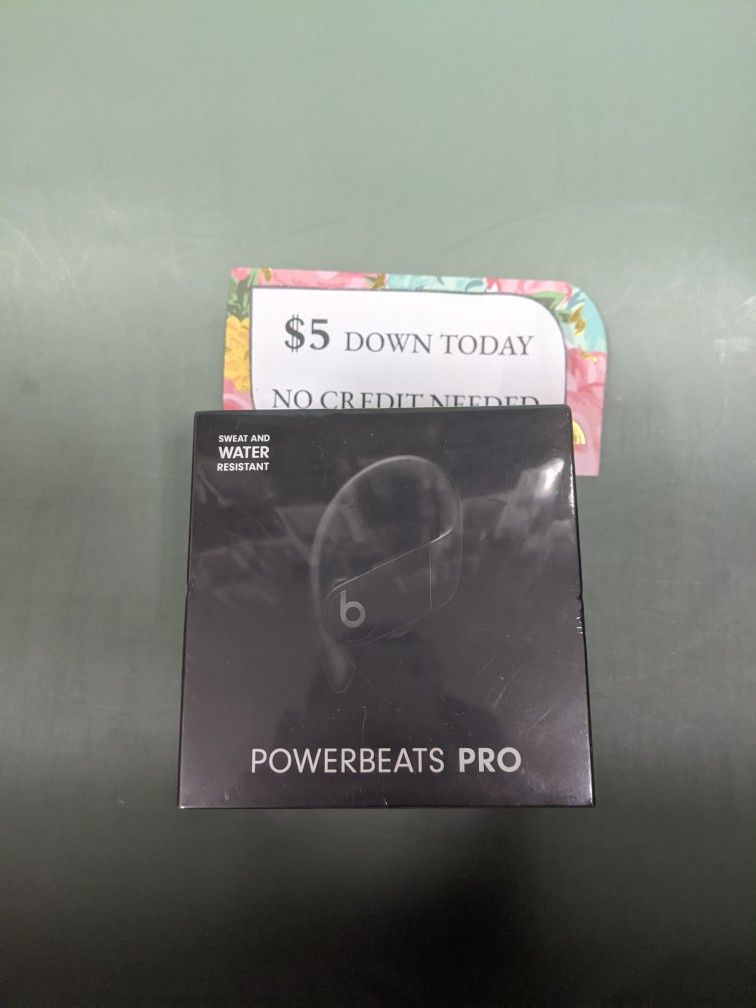 $5 DOWN TODAY
NO CREDIT NEEDED
SWEAT AND
WATER
RESISTANT
b
POWERBEATS PRO